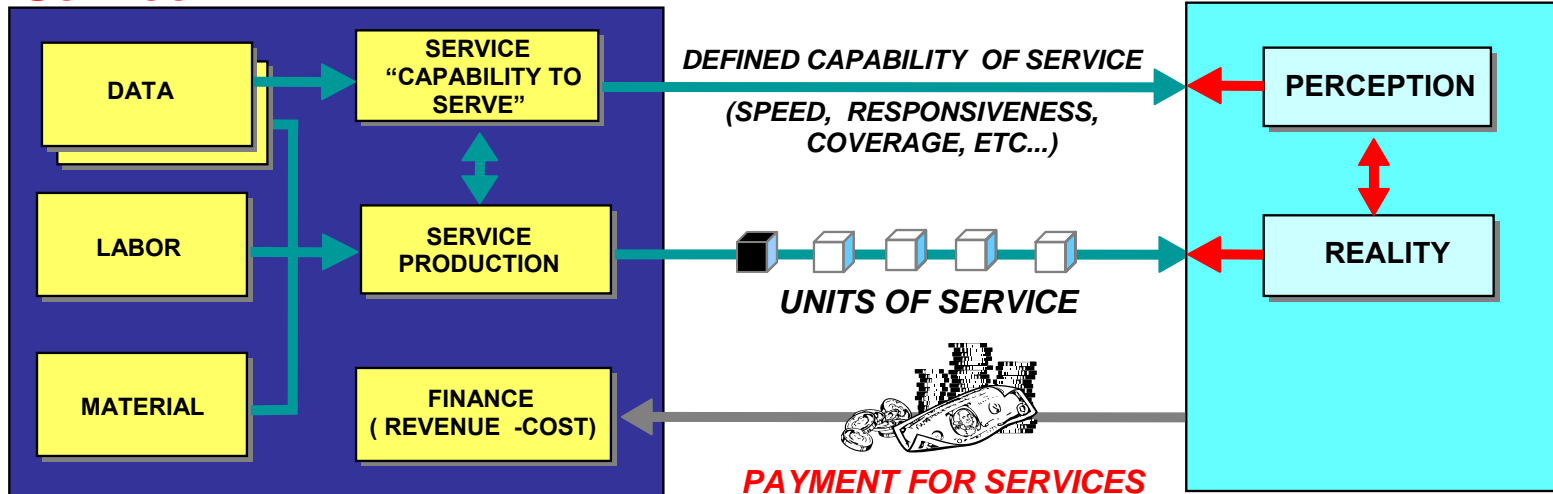 DATA
SERVICE
“CAPABILITY TO
SERVE”
DEFINED CAPABILITY OF SERVICE
(SPEED, RESPONSIVENESS,
COVERAGE, ETC...)
PERCEPTION
LABOR
SERVICE
PRODUCTION
UNITS OF SERVICE
REALITY
MATERIAL
FINANCE
( REVENUE -COST)
PAYMENT FOR SERVICES